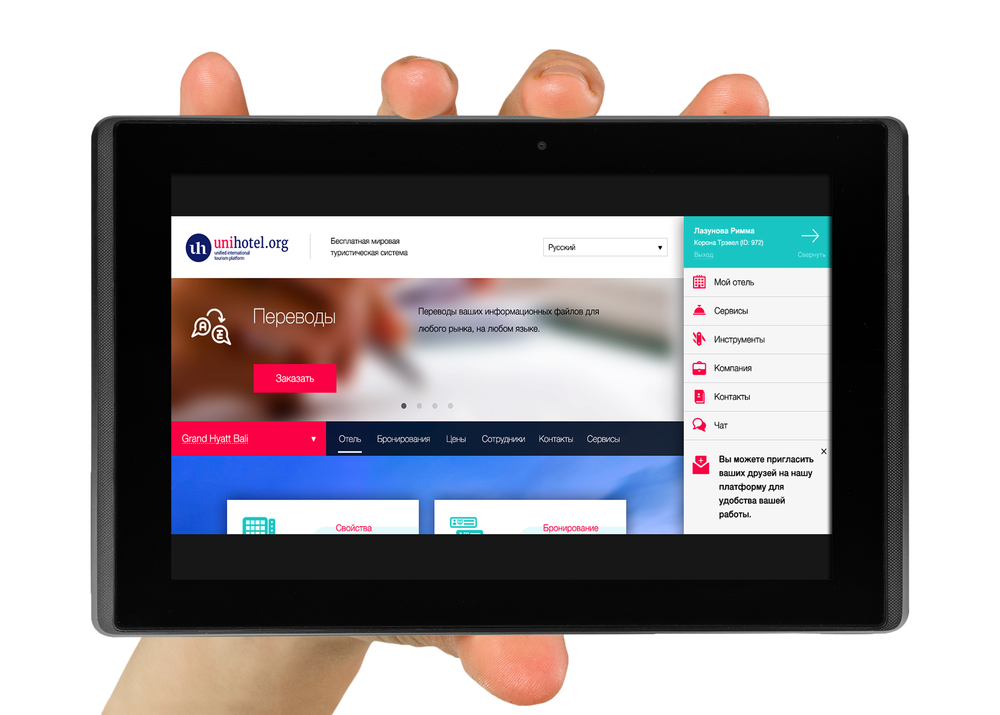 uh
unihotel.org
unified international
tourism platform
Бесплатная мировая
туристическая система
Русский
Лазунова Римма
Корона Трэвел (ID: 972)
Выход
Свернуть
Переводы
Переводы ваших информационных файлов для
любого рынка, на любом языке.
Заказать
Мой отель
Сервисы
Инструменты
Компания
Контакты
Чат
Grand Hyatt Bali
Отель Бронирования Цены Сотрудники Контакты Сервисы
Вы можете пригласить
ваших друзей на нашу
платформу для
удобства вашей
работы.
Свойства
Бронирование